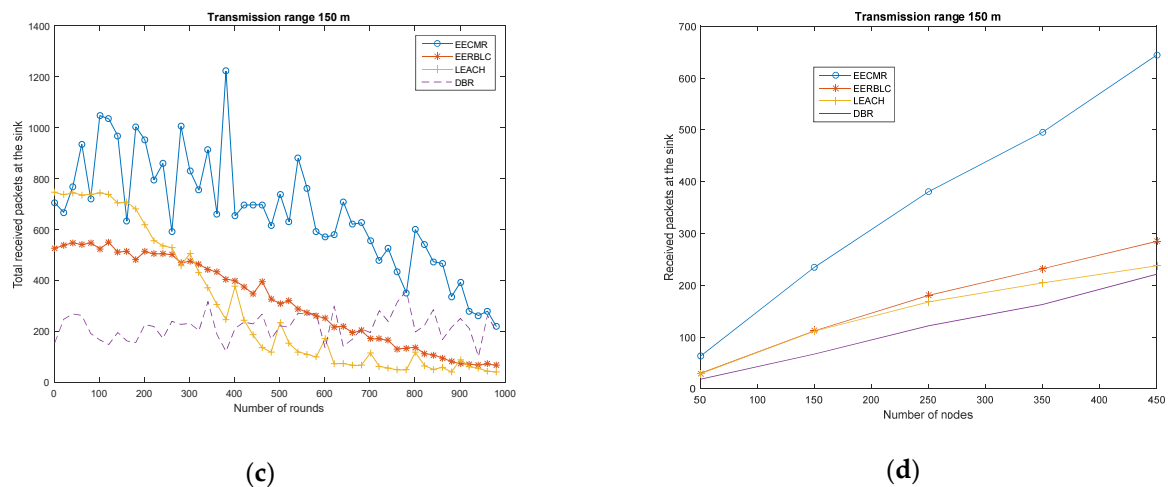 Transmission range 150 m
1400
1200
1000
800
600
400
200
0
Total received packets at the sink
EECMR
EERBLC
LEACH
DBR
0 100 200 300 400 500 600 700 800 900 1000
Number of rounds
(c)
Transmission range 150 m
700
600
500
400
300
200
100
0
Received packets at the sink
EECMR
EERBLC
LEACH
DBR
50 100 150 200 250 300 350 400 450
Number of nodes
(d)